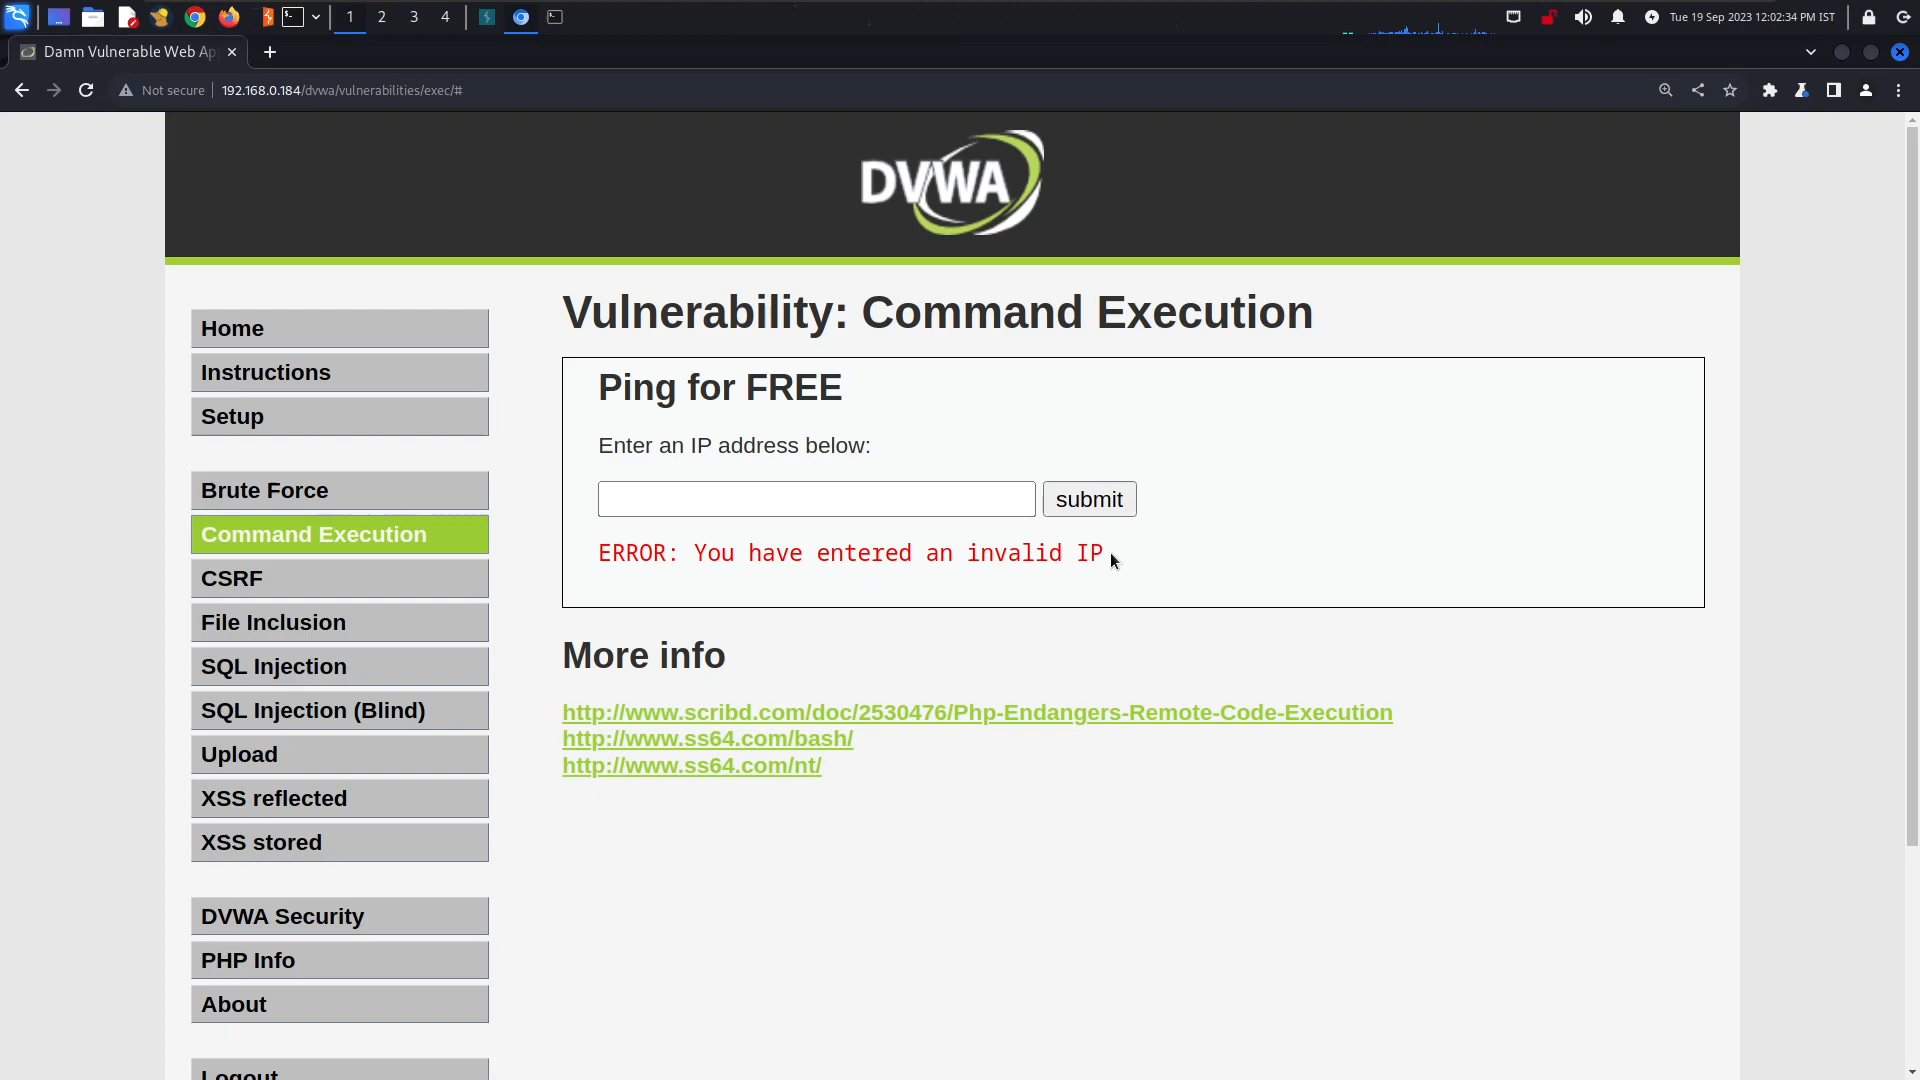 1 2 3 4
Tue 19 Sep 2023 12:02:34 PM IST
Damn Vulnerable Web Ap
Not secure 192.168.0.184/dvwa/vulnerabilities/exec/#
DVWA
Home
Instructions
Setup
Brute Force
Command Execution
CSRF
File Inclusion
SQL Injection
SQL Injection (Blind)
Upload
XSS reflected
XSS stored
DVWA Security
PHP Info
About
Logout
Vulnerability: Command Execution
Ping for FREE
Enter an IP address below:
submit
ERROR: You have entered an invalid IP
More info
http://www.scribd.com/doc/2530476/Php-Endangers-Remote-Code-Execution
http://www.ss64.com/bash/
http://www.ss64.com/nt/